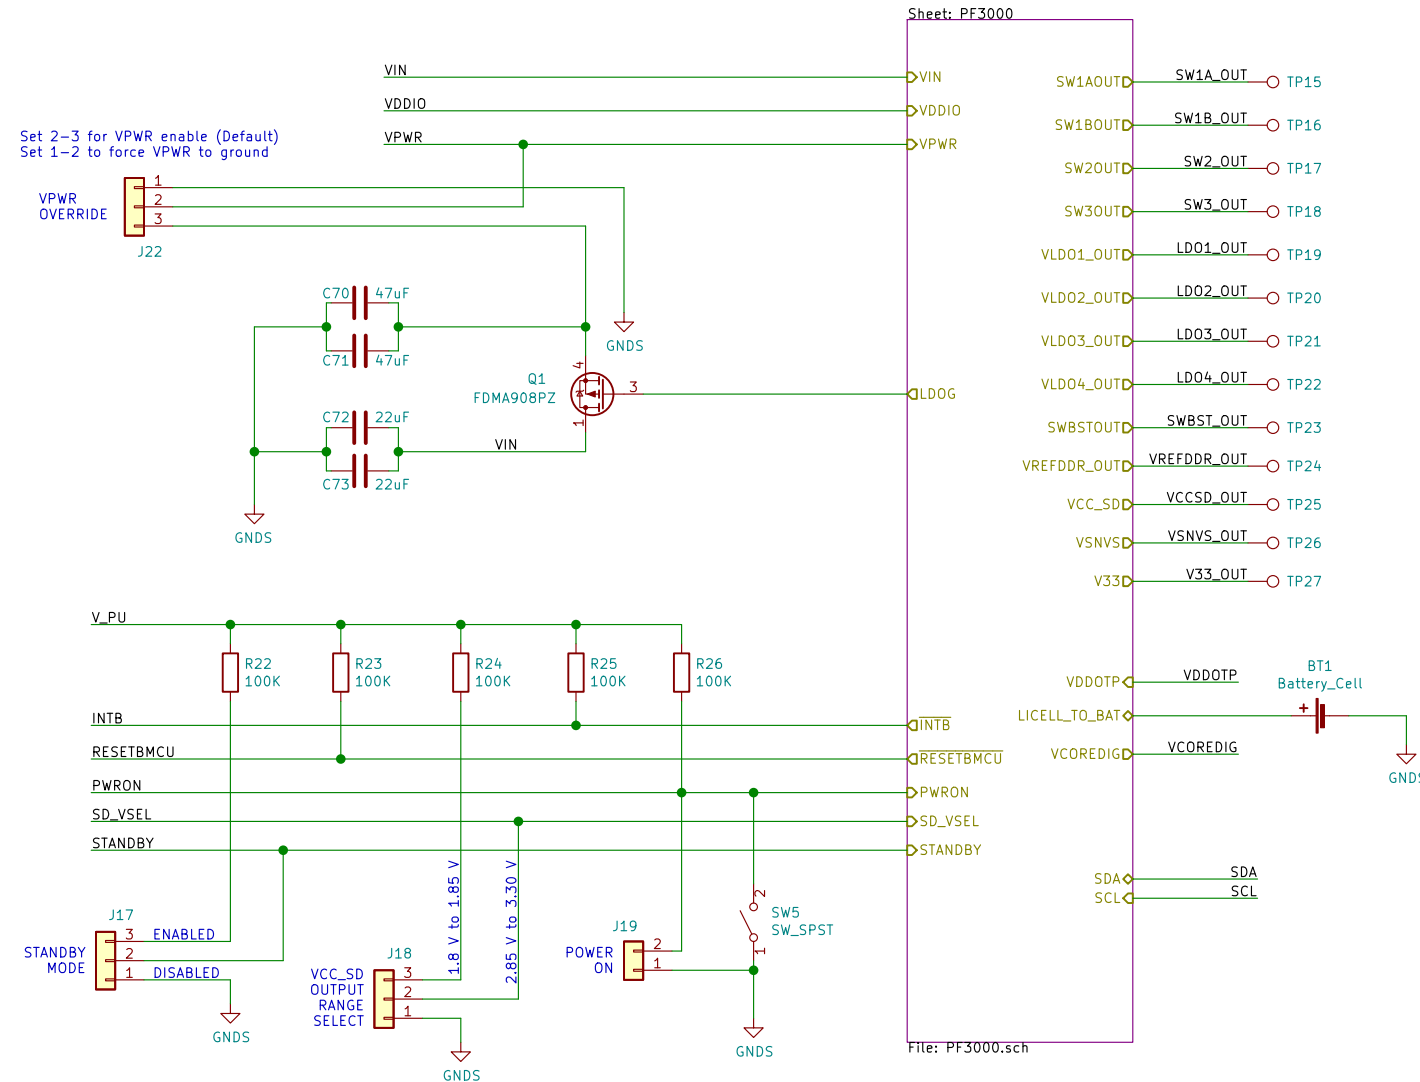 Sheet: PF3000
VIN
VDDIO
VPWR
VIN
VDDIO
VPWR
Set 2-3 for VPWR enable (Default)
Set 1-2 to force VPWR to ground
VPWR
OVERRIDE
1
2
3
J22
C70 47uF
C71 47uF
GNDS
Q1
FDMA908PZ
4
3
1
LDOG
C72 22uF
C73 22uF
VIN
GNDS
SW1AOUT SW1A_OUT TP15
SW1BOUT SW1B_OUT TP16
SW2OUT SW2_OUT TP17
SW3OUT SW3_OUT TP18
VLDO1_OUT LDO1_OUT TP19
VLDO2_OUT LDO2_OUT TP20
VLDO3_OUT LDO3_OUT TP21
VLDO4_OUT LDO4_OUT TP22
SWBSTOUT SWBST_OUT TP23
VREFDDR_OUT VREFDDR_OUT TP24
VCC_SD VCCSD_OUT TP25
VSNVS VSNVS_OUT TP26
V33 V33_OUT TP27
V_PU
R22
100K
R23
100K
R24
100K
R25
100K
R26
100K
INTB
RESETBMCU
PWRON
SD_VSEL
STANDBY
INTB
RESETBMCU
PWRON
SD_VSEL
STANDBY
VDDOTP VDDOTP
LICELL_TO_BAT
VCOREDIG VCOREDIG
BT1
Battery_Cell
+
GNDS
SDA SDA
SCL SCL
1.8 V to 1.85 V
2.85 V to 3.30 V
J17
STANDBY
MODE
3 ENABLED
2
1 DISABLED
GNDS
J18
VCC_SD
OUTPUT
RANGE
SELECT
3
2
1
GNDS
J19
POWER
ON
2
1
2
SW5
SW_SPST
1
GNDS
File: PF3000.sch